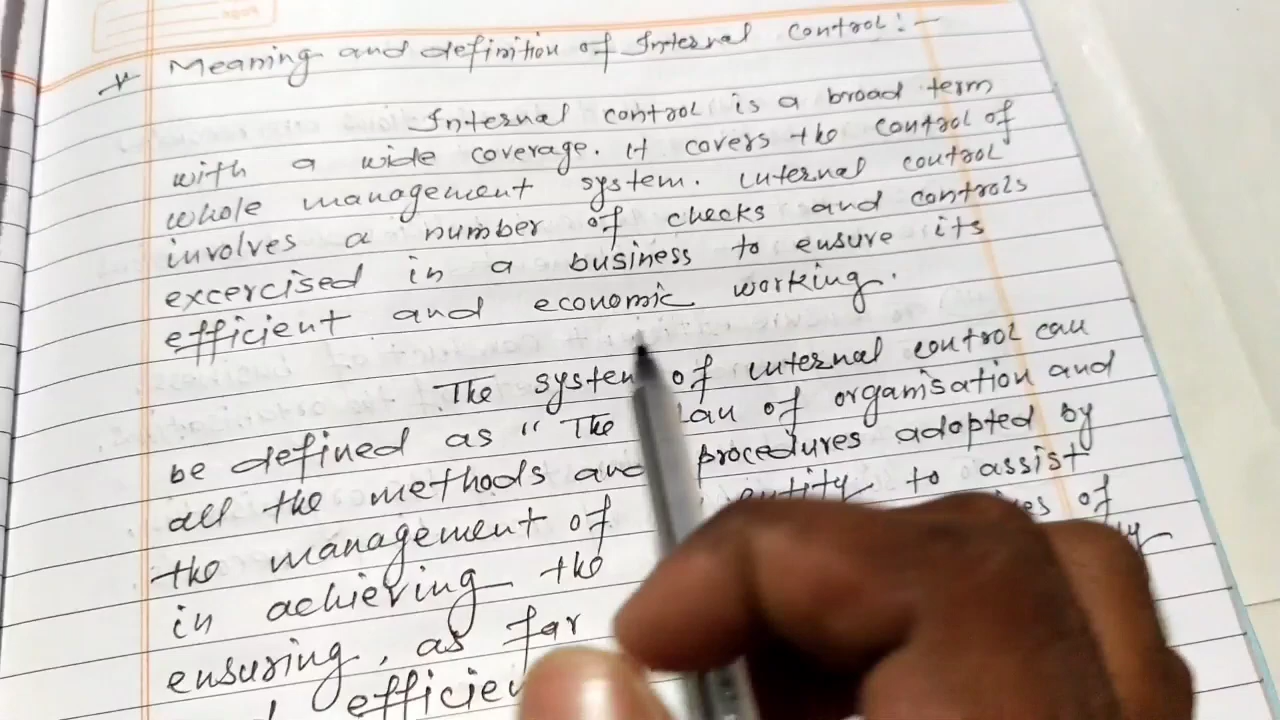 Meaning and definition of Internal control:-
Internal control is a broad term
with a wide coverage. It covers the control of
whole management system. Internal control
involves a number of checks and controls
excercised in a business to ensure its
efficient and economic working.
The system of internal control can
be defined as "The of organisation and
all the methods and procedures adopted by
the management of entity to assist
in achieving the of
ensuring, as far